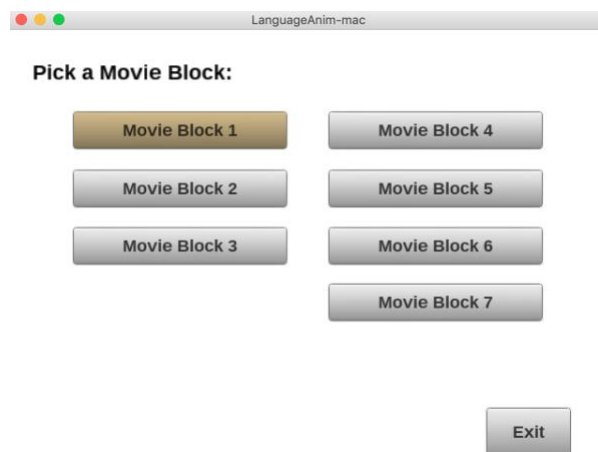 LanguageAnim-mac
Pick a Movie Block:
Movie Block 1
Movie Block 2
Movie Block 3
Movie Block 4
Movie Block 5
Movie Block 6
Movie Block 7
Exit